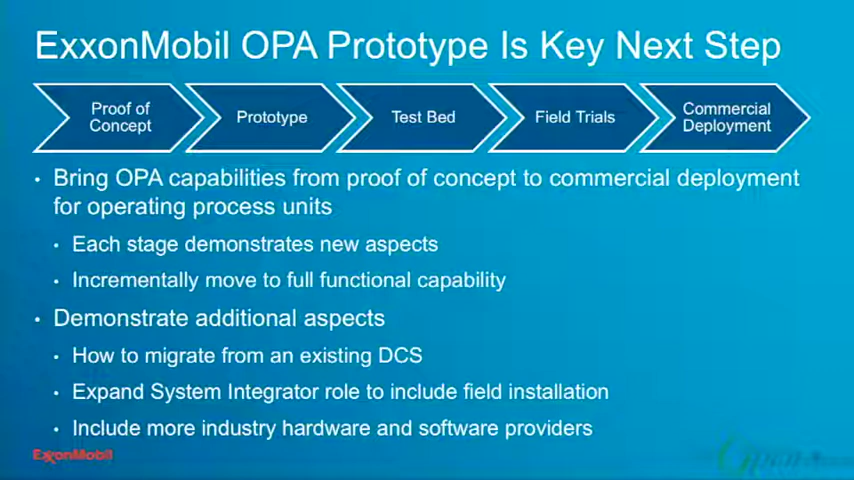 ExxonMobil OPA Prototype Is Key Next Step
Proof of
Concept
Prototype
Test Bed
Field Trials
Commercial
Deployment
• Bring OPA capabilities from proof of concept to commercial deployment
for operating process units
• Each stage demonstrates new aspects
• Incrementally move to full functional capability
• Demonstrate additional aspects
• How to migrate from an existing DCS
• Expand System Integrator role to include field installation
• Include more industry hardware and software providers
ExxonMobil
Open